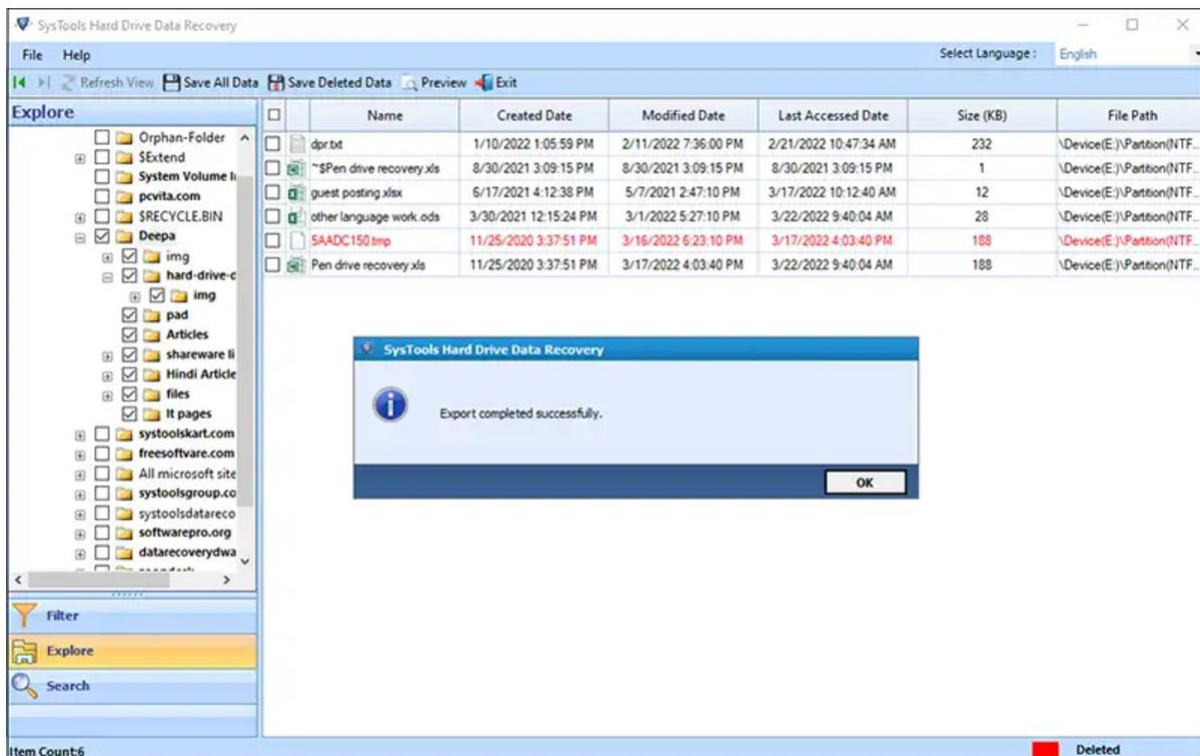 SysTools Hard Drive Data Recovery
File Help Select Language : English
Refresh View Save All Data Save Deleted Data Preview Exit
Explore
Orphan-Folder
$Extend
System Volume I
pcvita.com
$RECYCLE.BIN
Deepa
img
hard-drive-d
img
pad
Articles
shareware li
Hindi Article
files
It pages
systoolskart.com
freesoftvare.com
All microsoft site
systoolsgroup.co
systoolsdatareco
softwarepro.org
datarecoverydwa
Filter
Explore
Search
Item Count:6
Name Created Date Modified Date Last Accessed Date Size (KB) File Path
dpr.txt 1/10/2022 1:05:59 PM 2/11/2022 7:36:00 PM 2/21/2022 10:47:34 AM 232 \Device(E:)\Partition(NTF...
~$Pen drive recovery.xls 8/30/2021 3:09:15 PM 8/30/2021 3:09:15 PM 8/30/2021 3:09:15 PM 1 \Device(E:)\Partition(NTF...
guest posting.xlsx 6/17/2021 4:12:38 PM 5/7/2021 2:47:10 PM 3/17/2022 10:12:40 AM 12 \Device(E:)\Partition(NTF...
other language work.ods 3/30/2021 12:15:24 PM 3/1/2022 5:27:10 PM 3/22/2022 9:40:04 AM 28 \Device(E:)\Partition(NTF...
5AADC150.tmp 11/25/2020 3:37:51 PM 3/16/2022 6:23:10 PM 3/17/2022 4:03:40 PM 188 \Device(E:)\Partition(NTF...
Pen drive recovery.xls 11/25/2020 3:37:51 PM 3/17/2022 4:03:40 PM 3/22/2022 9:40:04 AM 188 \Device(E:)\Partition(NTF...
SysTools Hard Drive Data Recovery
Export completed successfully.
OK
Deleted